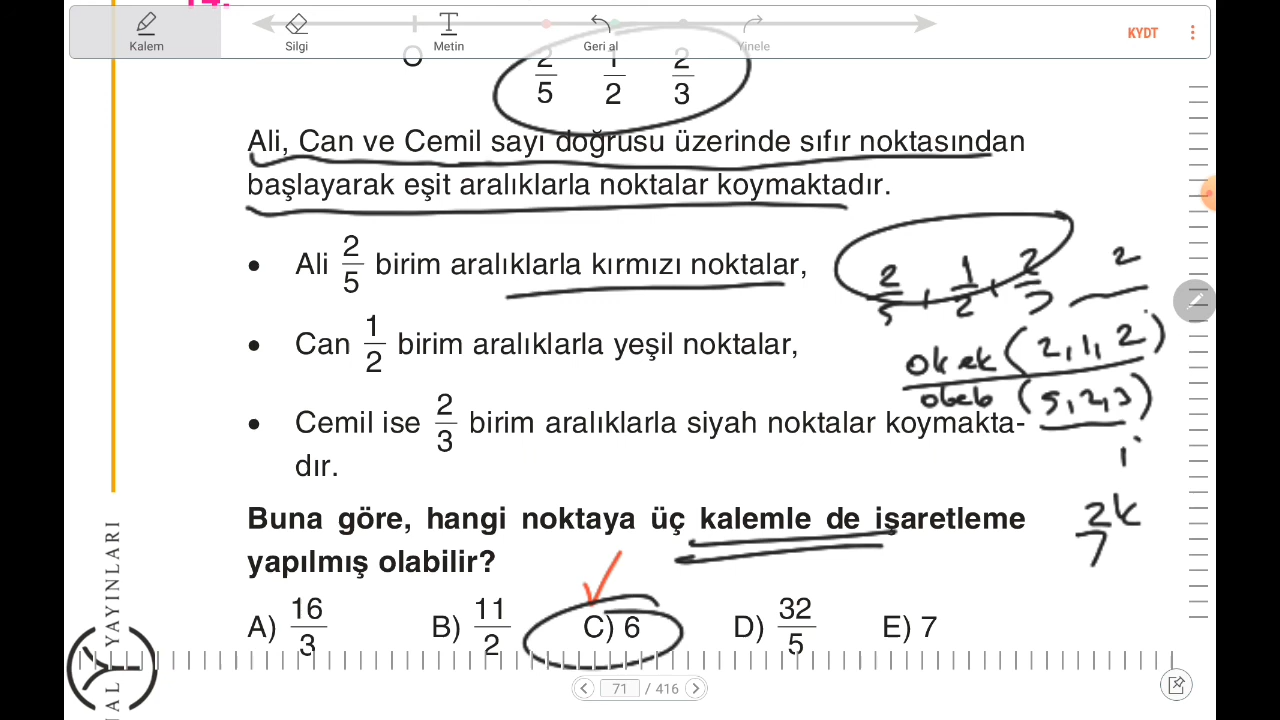 14.
Kalem Silgi Metin Geri al Yinele KYDT
O 2/5 1/2 2/3
Ali, Can ve Cemil sayı doğrusu üzerinde sıfır noktasından
başlayarak eşit aralıklarla noktalar koymaktadır.
• Ali 2/5 birim aralıklarla kırmızı noktalar,
2/5, 1/2, 2/3 2
• Can 1/2 birim aralıklarla yeşil noktalar,
okek (2, 1, 2)
obeb (5, 2, 3)
1
• Cemil ise 2/3 birim aralıklarla siyah noktalar koymakta-
dır.
2k
Buna göre, hangi noktaya üç kalemle de işaretleme
yapılmış olabilir?
A) 16/3 B) 11/2 C) 6 D) 32/5 E) 7
YAYINLARI
71 / 416